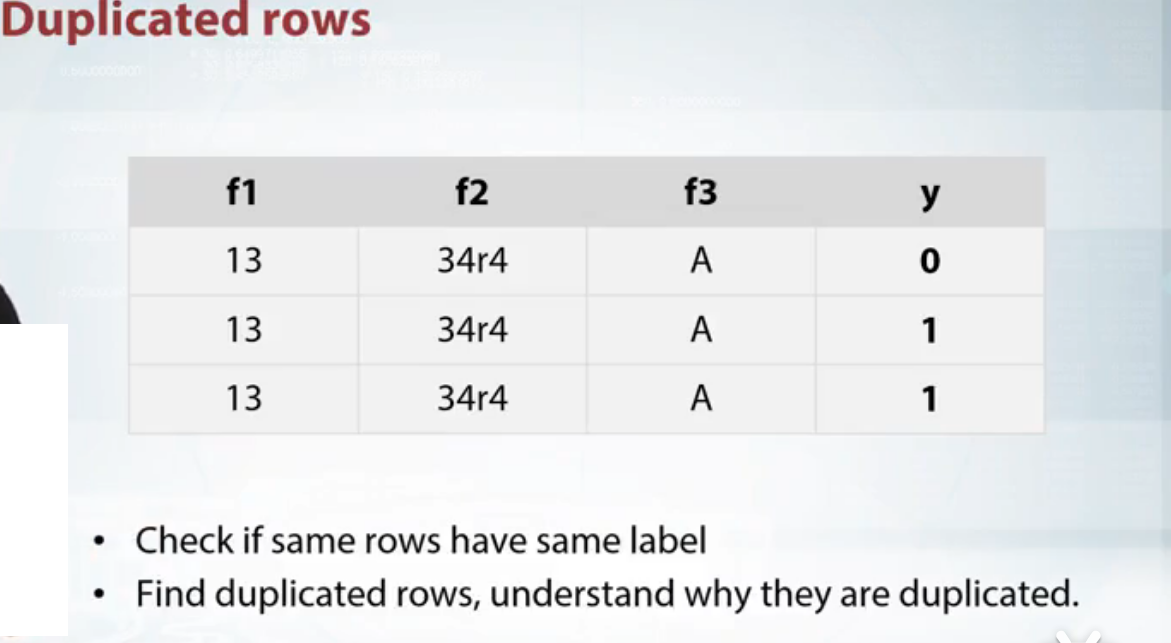 Duplicated rows
f1 f2 f3 y
13 34r4 A 0
13 34r4 A 1
13 34r4 A 1
• Check if same rows have same label
• Find duplicated rows, understand why they are duplicated.